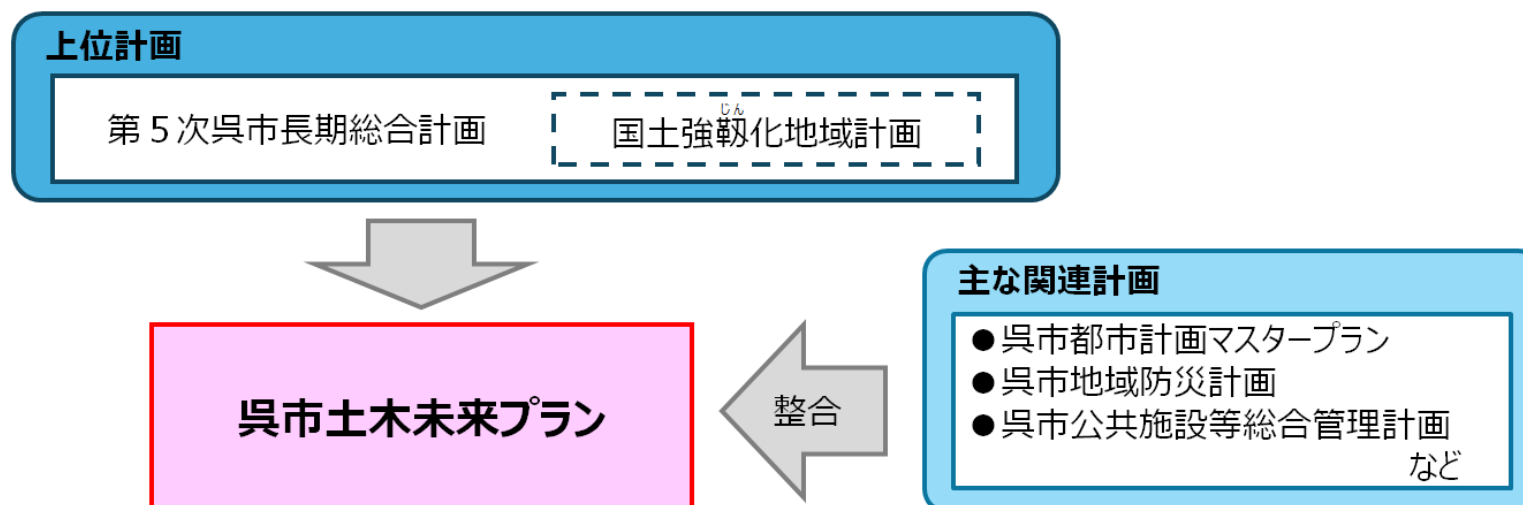 上位計画
第５次呉市長期総合計画
じん
国土強靱化地域計画
主な関連計画
●呉市都市計画マスタープラン
●呉市地域防災計画
●呉市公共施設等総合管理計画
など
整合
呉市土木未来プラン